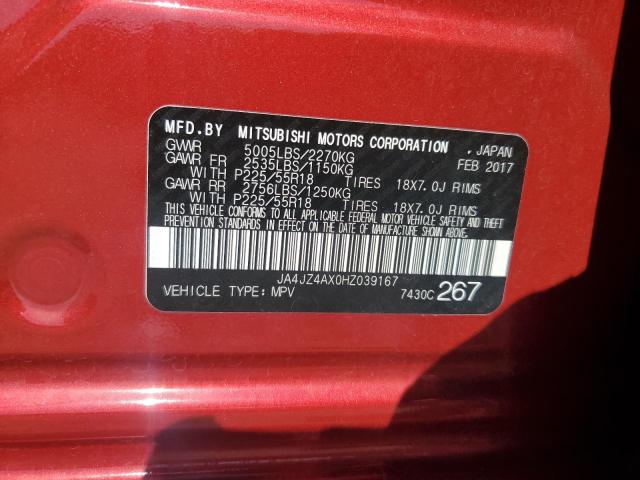 MFD.BY MITSUBISHI MOTORS CORPORATION , JAPAN
GVWR 5005LBS/2270KG FEB 2017
GAWR FR 2535LBS/1150KG
WITH P225/55R18 TIRES 18X7.0J RIMS
GAWR RR 2756LBS/1250KG
WITH P225/55R18 TIRES 18X7.0J RIMS
THIS VEHICLE CONFORMS TO ALL APPLICABLE FEDERAL MOTOR VEHICLE SAFETY AND THEFT
PREVENTION STANDARDS IN EFFECT ON THE DATE OF MANUFACTURE SHOWN ABOVE.
JA4JZ4AX0HZ039167
VEHICLE TYPE: MPV 7430C 267